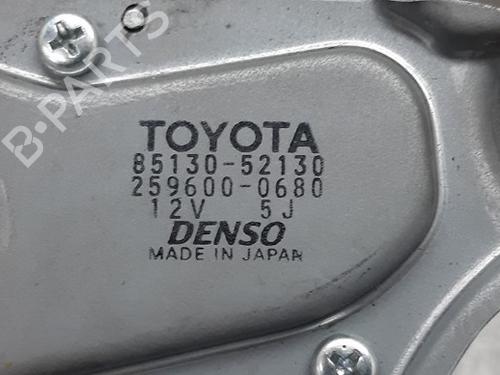 B-PARTS
TOYOTA
85130-52130
259600-0680
12V 5J
DENSO
MADE IN JAPAN